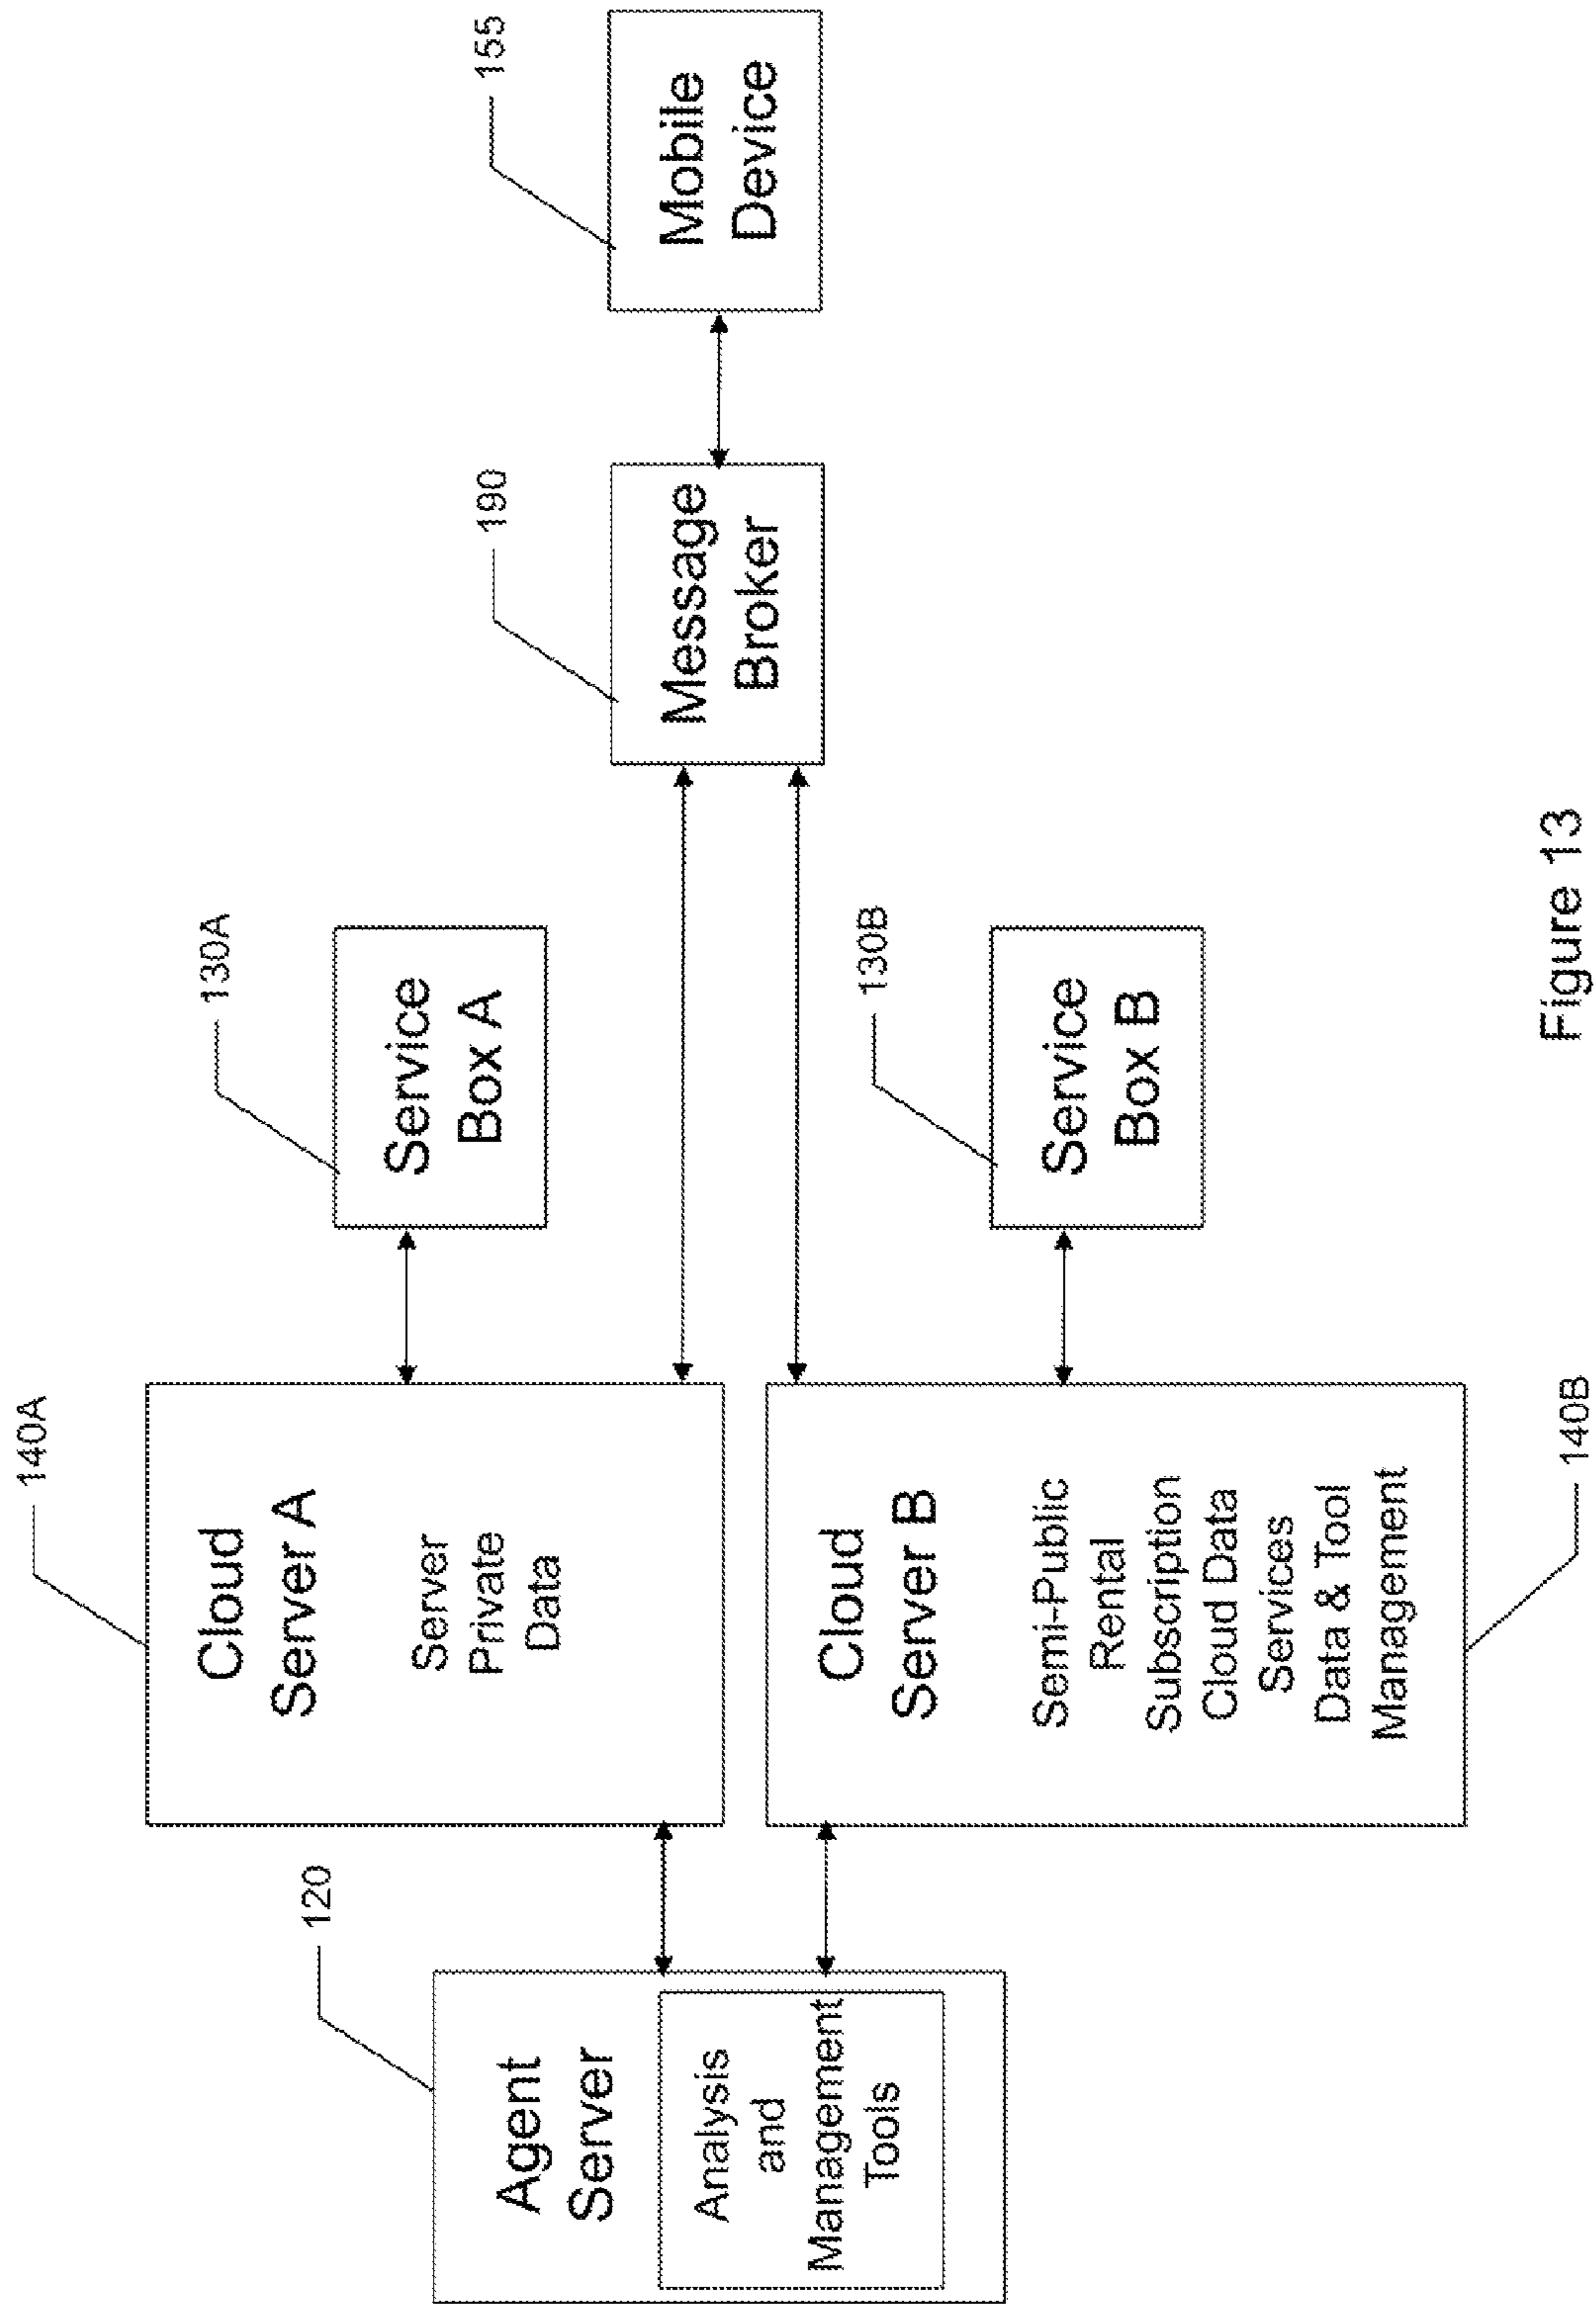 140A
Cloud
Server A
Server
Private
Data
130A
Service
Box A
120
Agent
Server
Analysis
and
Management
Tools
190
Message
Broker
155
Mobile
Device
Cloud
Server B
Semi-Public
Rental
Subscription
Cloud Data
Services
Data & Tool
Management
140B
130B
Service
Box B
Figure 13